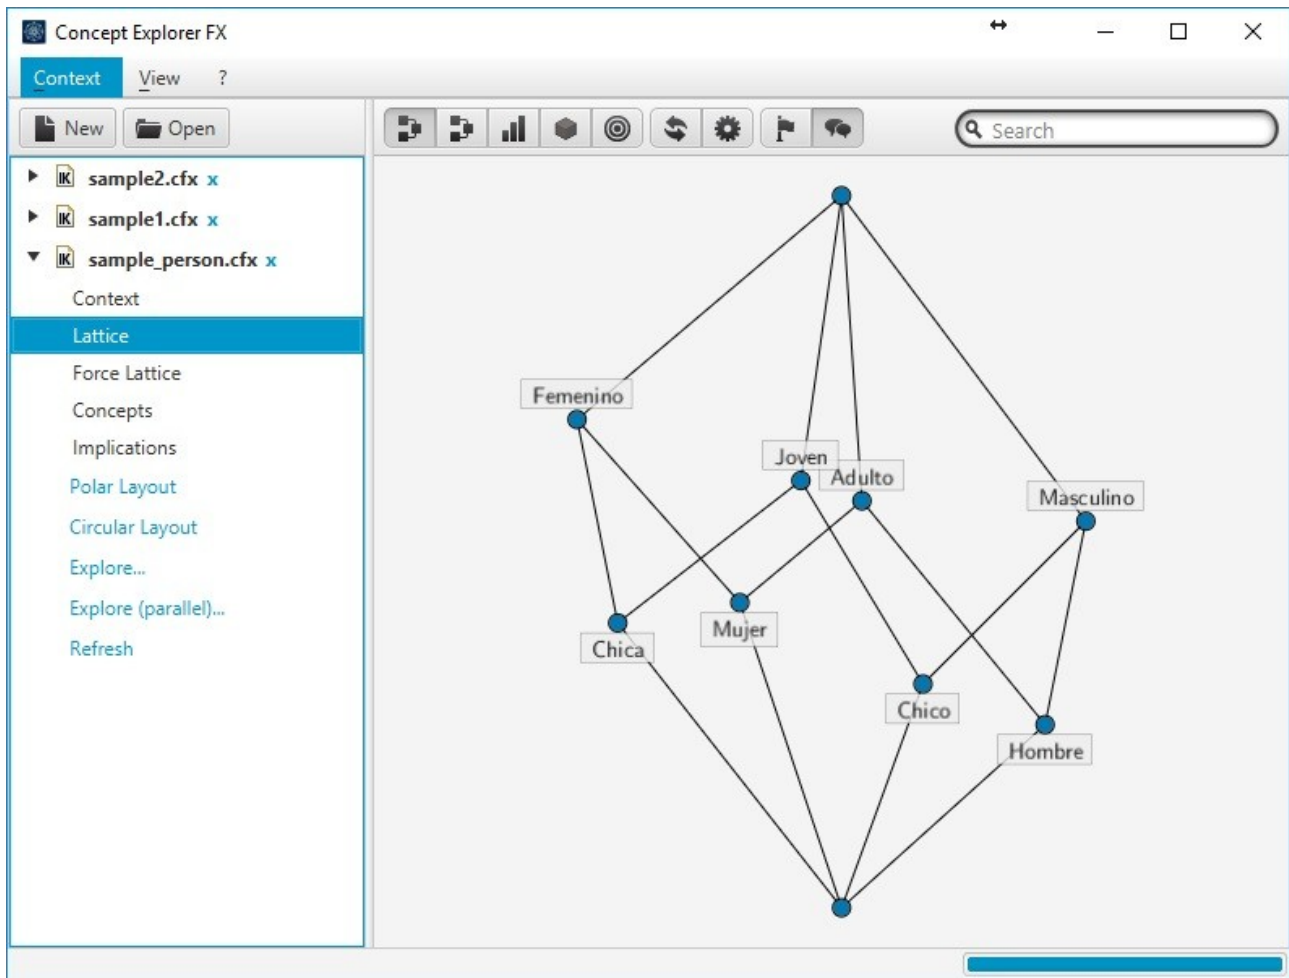 Concept Explorer FX
Context View ?
New Open
Search
sample2.cfx x
sample1.cfx x
sample_person.cfx x
Context
Lattice
Force Lattice
Concepts
Implications
Polar Layout
Circular Layout
Explore...
Explore (parallel)...
Refresh
Femenino
Joven
Adulto
Masculino
Mujer
Chica
Chico
Hombre